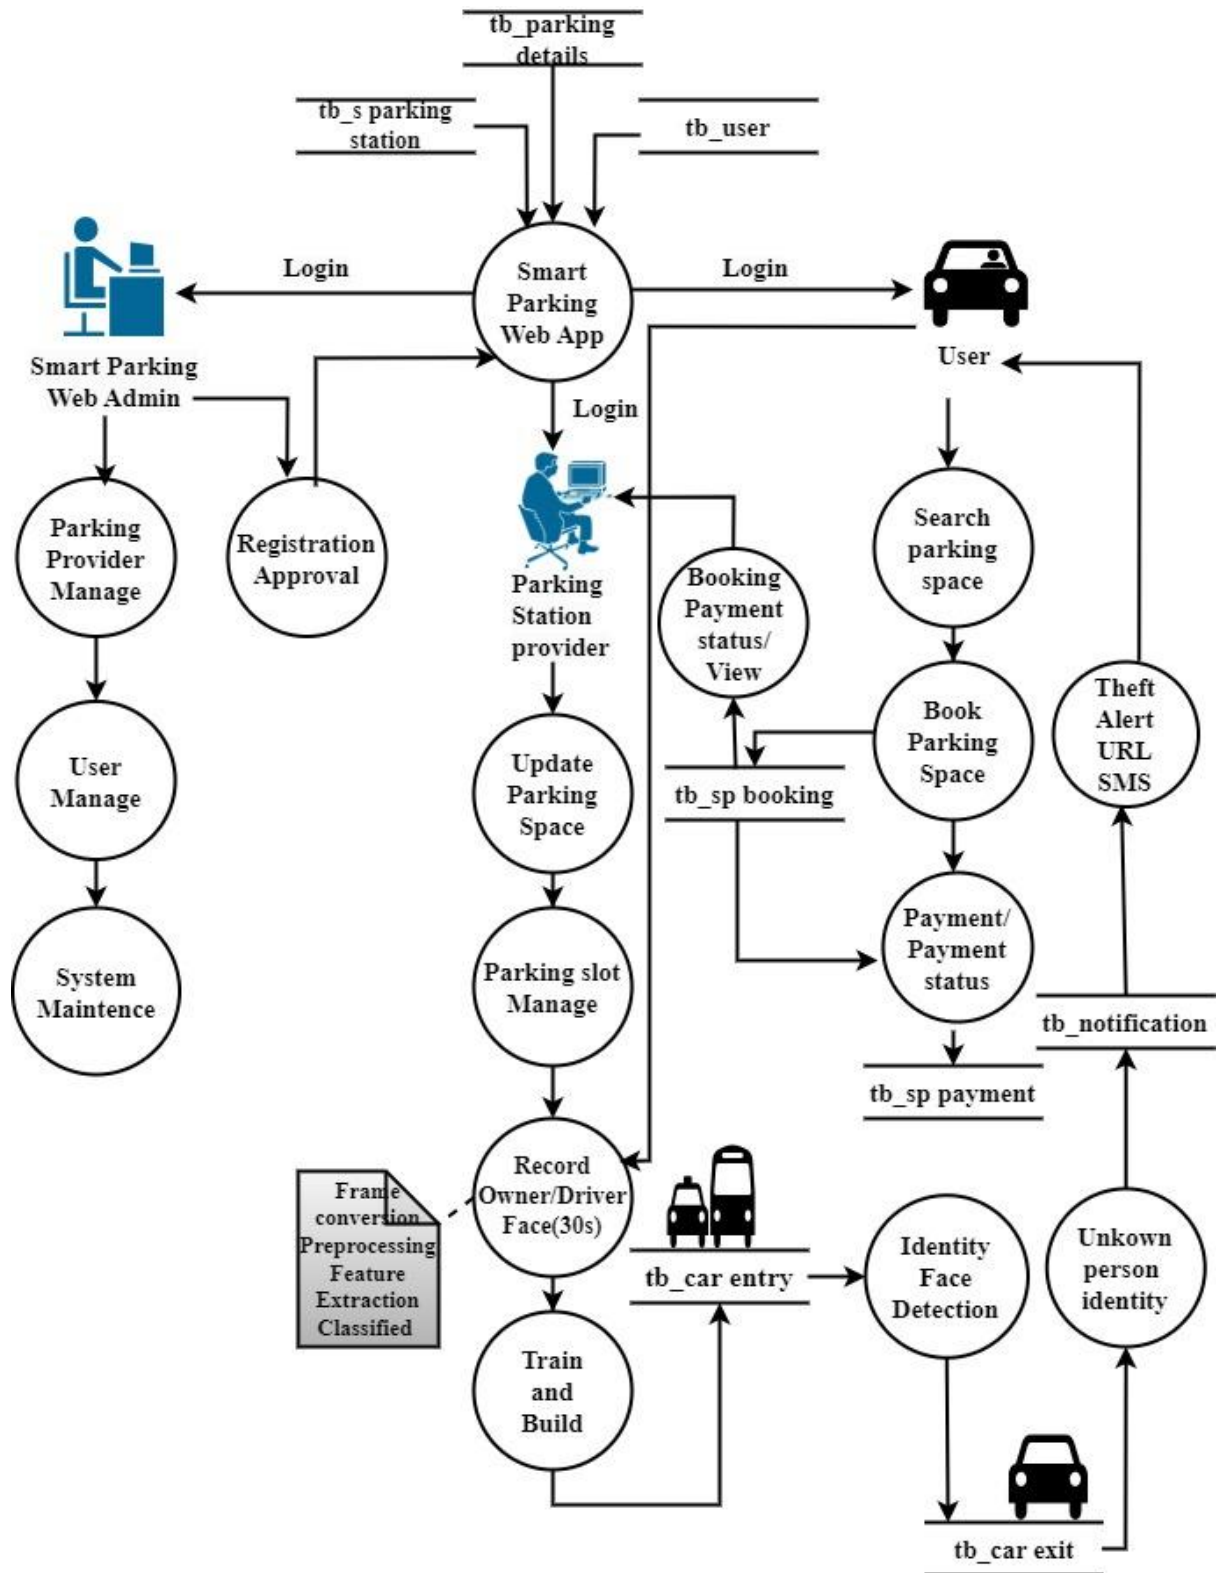 tb_parking
details
tb_s parking
station
tb_user
Smart
Parking
Web App
Login
Login
Smart Parking
Web Admin
User
Login
Parking
Provider
Manage
Registration
Approval
Parking
Station
provider
Booking
Payment
status/
View
Search
parking
space
Theft
Alert
URL
SMS
User
Manage
Update
Parking
Space
tb_sp booking
Book
Parking
Space
System
Maintence
Parking slot
Manage
Payment/
Payment
status
tb_notification
tb_sp payment
Frame
conversion
Preprocessing
Feature
Extraction
Classified
Record
Owner/Driver
Face(30s)
tb_car entry
Identity
Face
Detection
Unkown
person
identity
Train
and
Build
tb_car exit